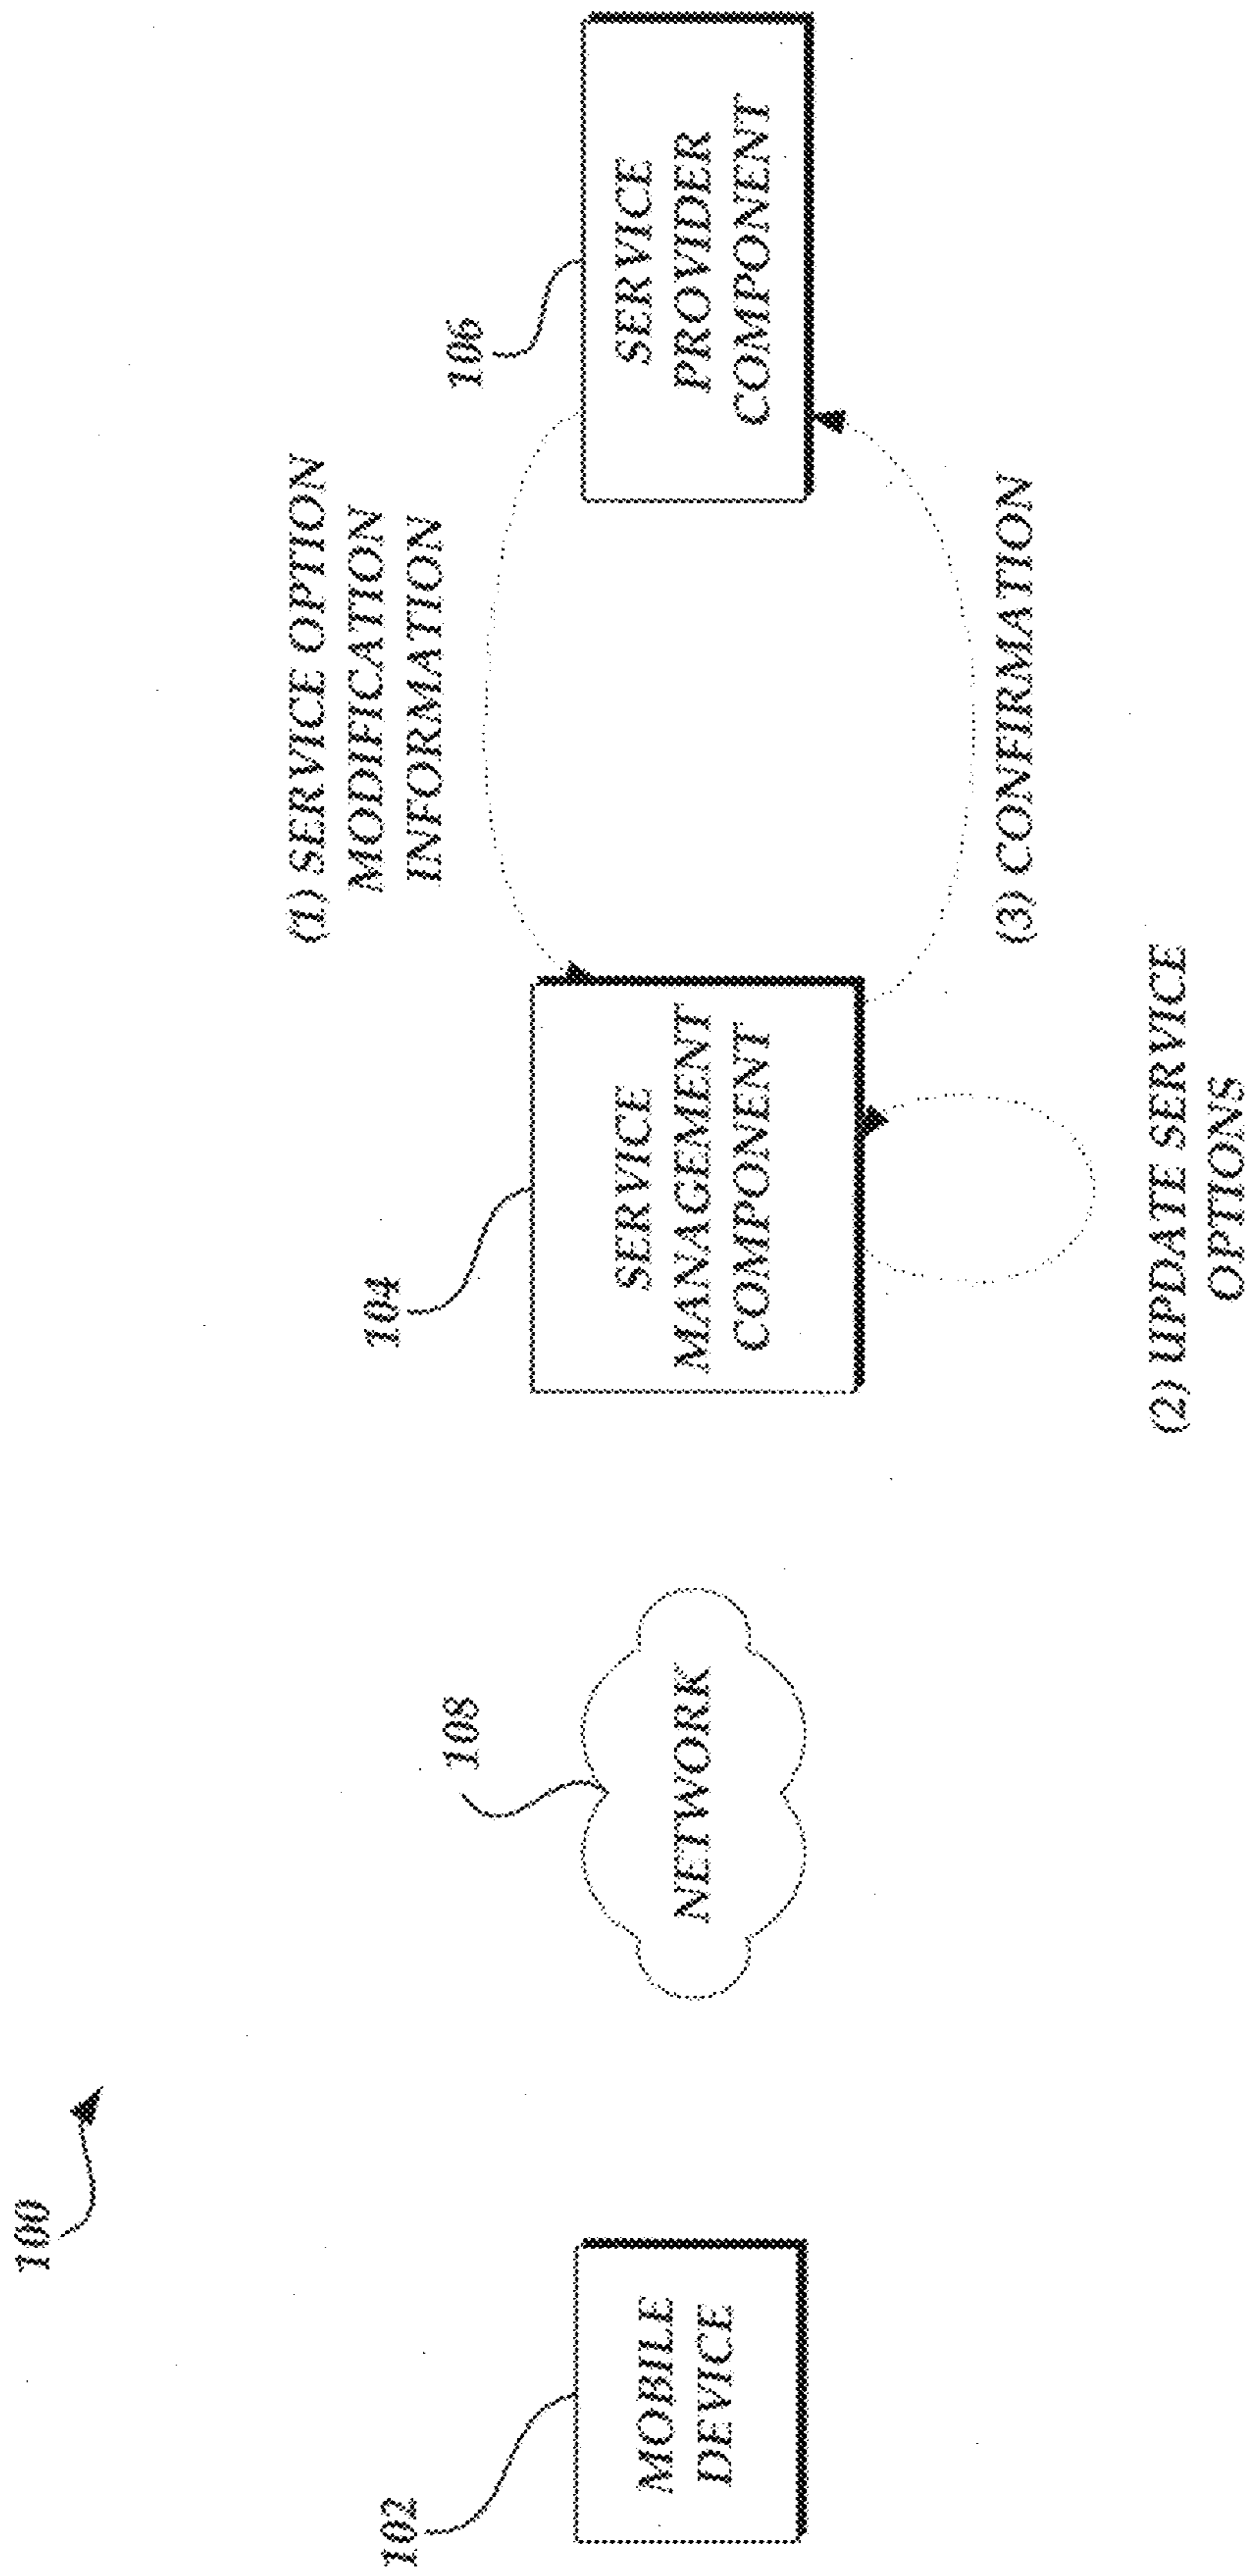 100
(1) SERVICE OPTION
MODIFICATION
INFORMATION
102
108
104
106
MOBILE
DEVICE
NETWORK
SERVICE
MANAGEMENT
COMPONENT
SERVICE
PROVIDER
COMPONENT
(3) CONFIRMATION
(2) UPDATE SERVICE
OPTIONS